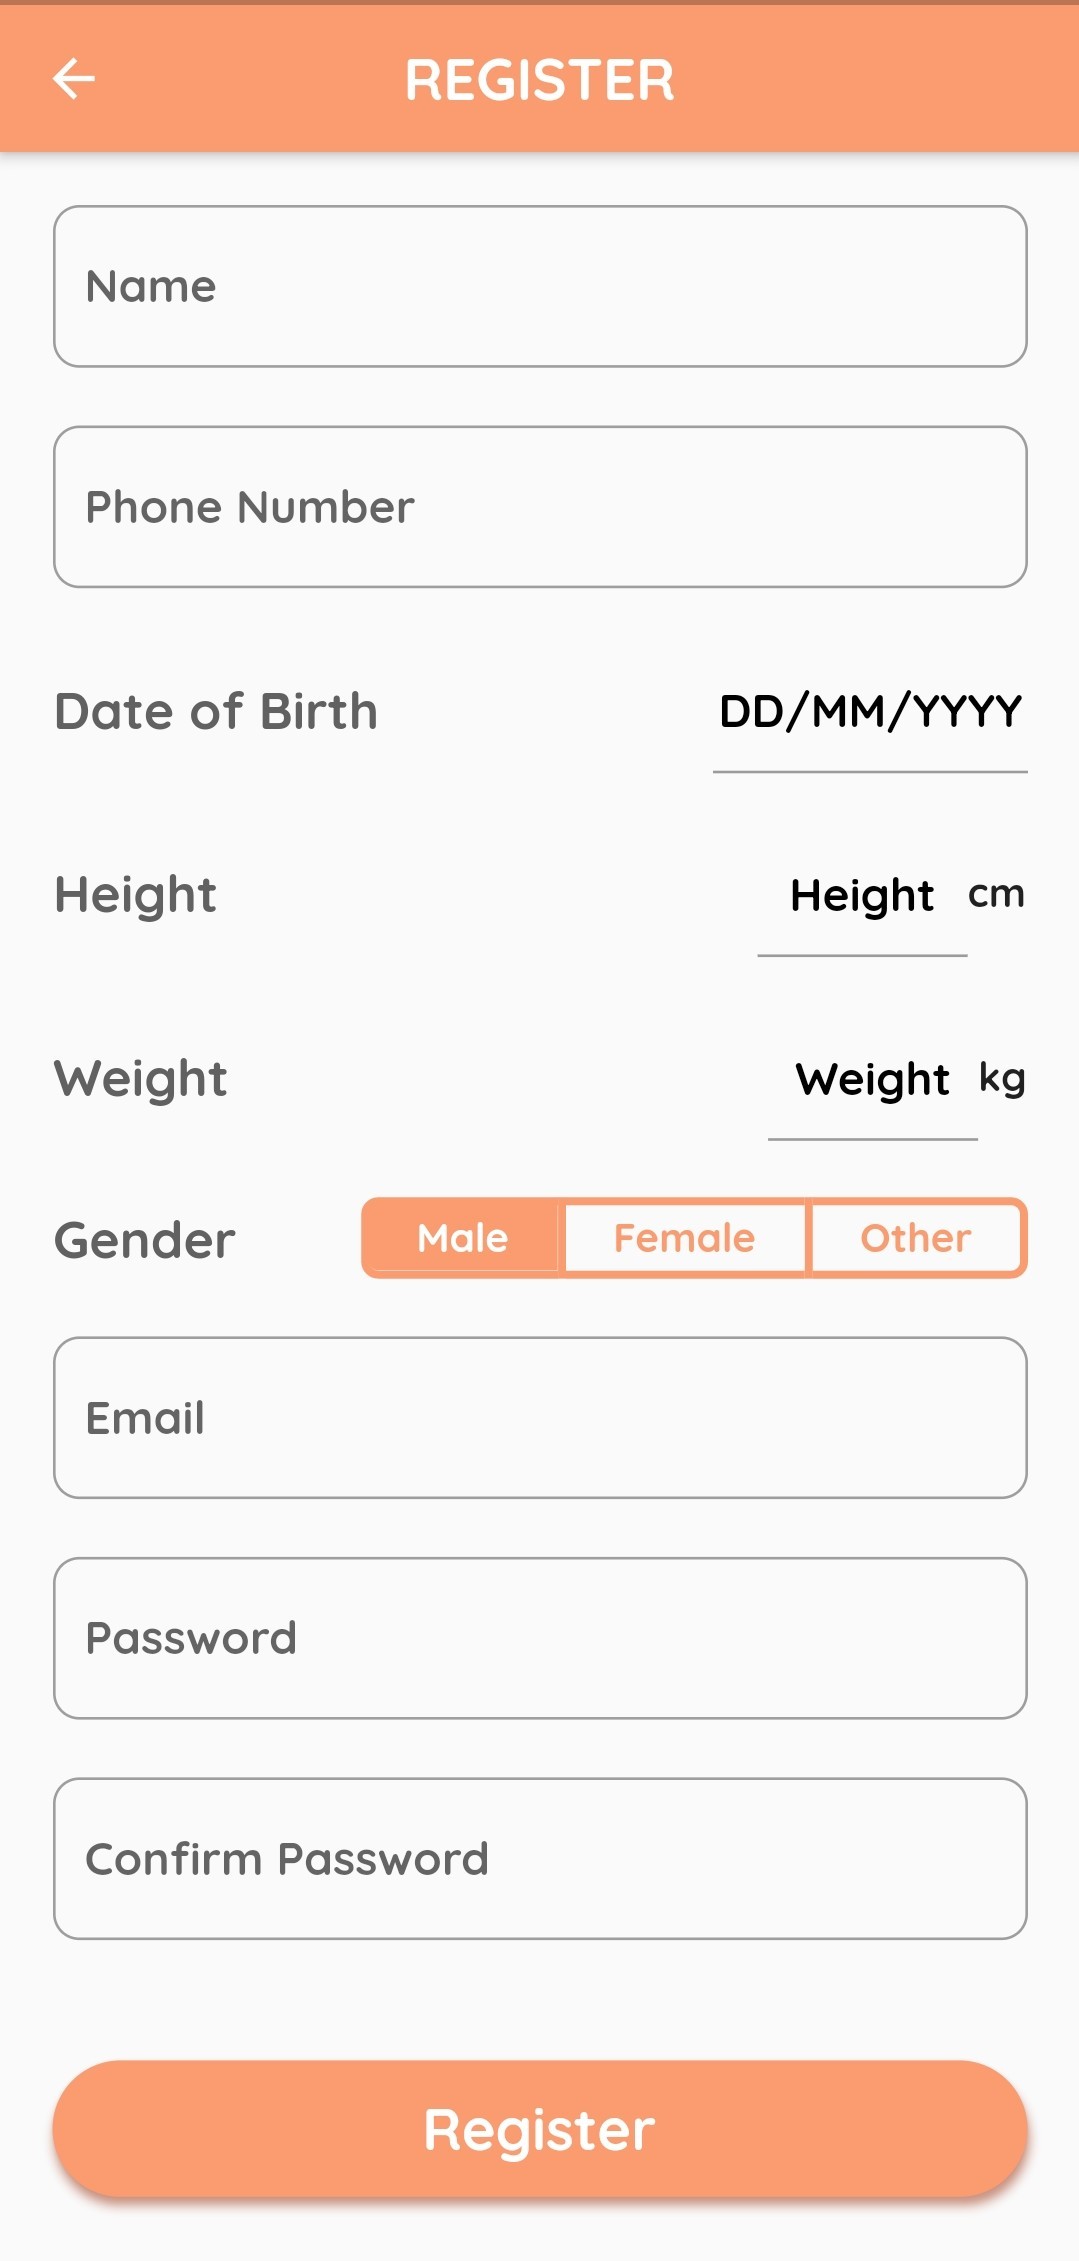 REGISTER
Name
Phone Number
Date of Birth DD/MM/YYYY
Height Height cm
Weight Weight kg
Gender Male Female Other
Email
Password
Confirm Password
Register